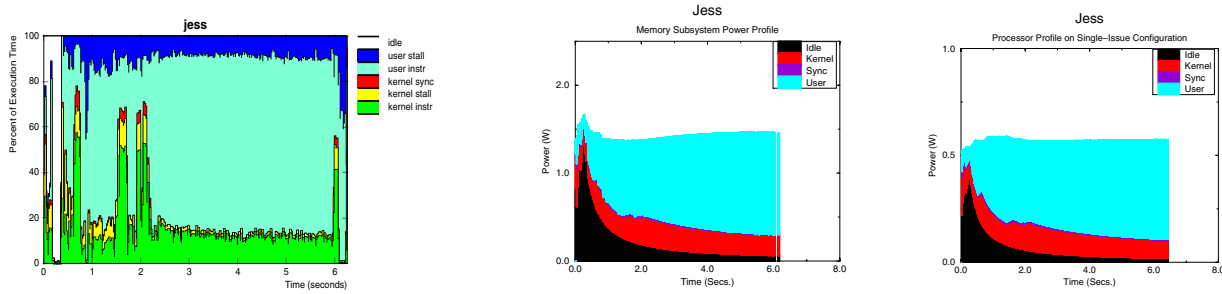 jess
Percent of Execution Time
100
80
60
40
20
0
0
1
2
3
4
5
6
Time (seconds)
idle
user stall
user instr
kernel sync
kernel stall
kernel instr
Jess
Memory Subsystem Power Profile
Power (W)
2.0
1.0
0.0
0.0
2.0
4.0
6.0
8.0
Time (Secs.)
Idle
Kernel
Sync
User
Jess
Processor Profile on Single-Issue Configuration
Power (W)
1.0
0.5
0.0
0.0
2.0
4.0
6.0
8.0
Time (Secs.)
Idle
Kernel
Sync
User